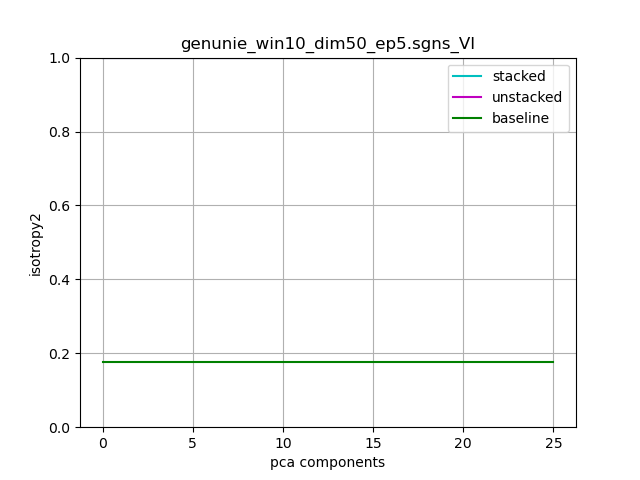 genunie_win10_dim50_ep5.sgns_VI
1.0
stacked
unstacked
baseline
0.8
0.6
isotropy2
0.4
0.2
0.0
0 5 10 15 20 25
pca components